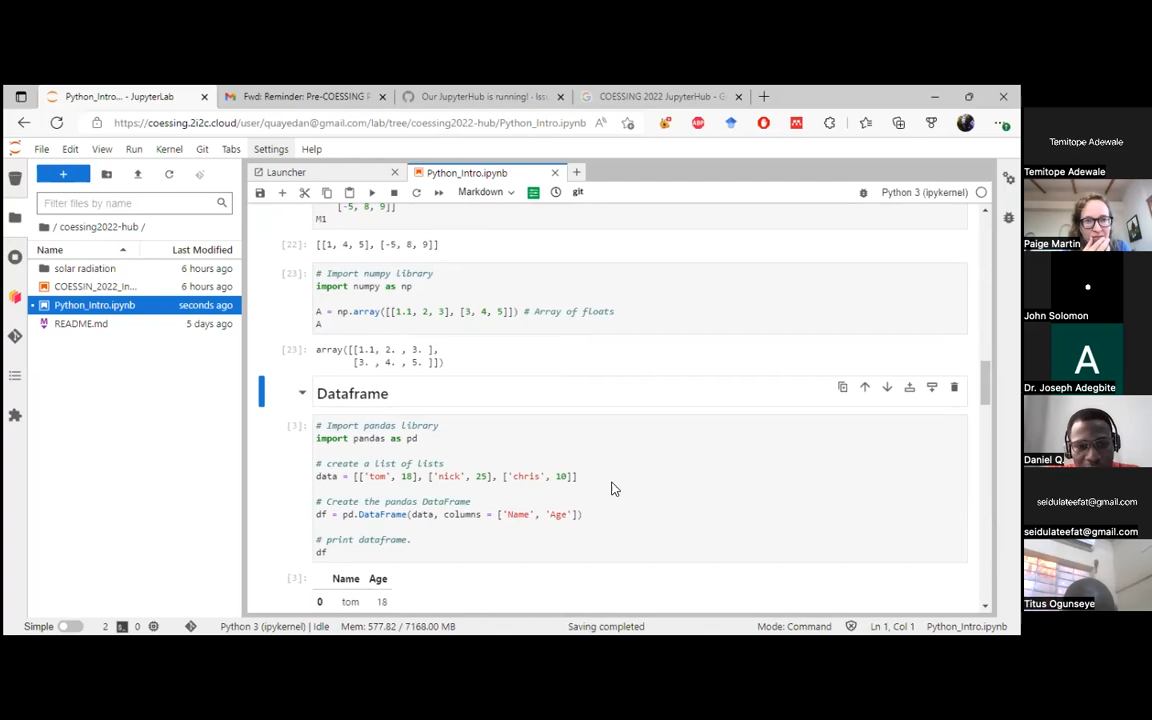 Python_Intro... - JupyterLab
Fwd: Reminder: Pre-COESSING F
Our JupyterHub is running! - Iss
COESSING 2022 JupyterHub - G
https://coessing.2i2c.cloud/user/quayedan@gmail.com/lab/tree/coessing2022-hub/Python_Intro.ipynb
File Edit View Run Kernel Git Tabs Settings Help
Launcher
Python_Intro.ipynb
Markdown
git
Python 3 (ipykernel)
Filter files by name
/ coessing2022-hub /
Name Last Modified
solar radiation 6 hours ago
COESSIN_2022_In... 6 hours ago
Python_Intro.ipynb seconds ago
README.md 5 days ago
[-5, 8, 9]]
M1
[22]: [[1, 4, 5], [-5, 8, 9]]
[23]: # Import numpy library
import numpy as np
A = np.array([[1.1, 2, 3], [3, 4, 5]]) # Array of floats
A
[23]: array([[1.1, 2. , 3. ],
[3. , 4. , 5. ]])
Dataframe
[3]: # Import pandas library
import pandas as pd
# create a list of lists
data = [['tom', 18], ['nick', 25], ['chris', 10]]
# Create the pandas DataFrame
df = pd.DataFrame(data, columns = ['Name', 'Age'])
# print dataframe.
df
[3]: Name Age
0 tom 18
Simple 2 0 Python 3 (ipykernel) | Idle Mem: 577.82 / 7168.00 MB Saving completed Mode: Command Ln 1, Col 1 Python_Intro.ipynb
Temitope Adewale
Temitope Adewale
Paige Martin
John Solomon
A
Dr. Joseph Adegbite
Daniel Q.
seidulateefat@gmail.com
seidulateefat@gmail.com
Titus Ogunseye